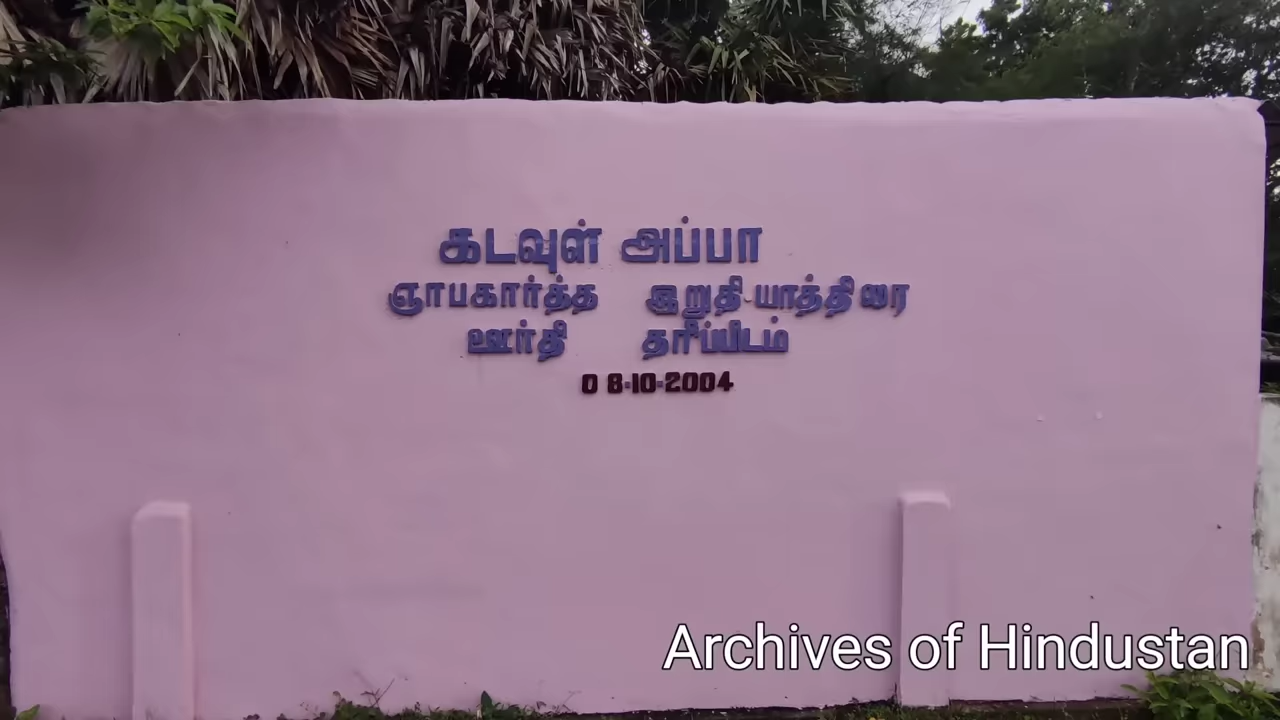 கடவுள் அப்பா
ஞாபகார்த்த இறுதி யாத்திரை
ஊர்தி தரிப்பிடம்
08-10-2004
Archives of Hindustan